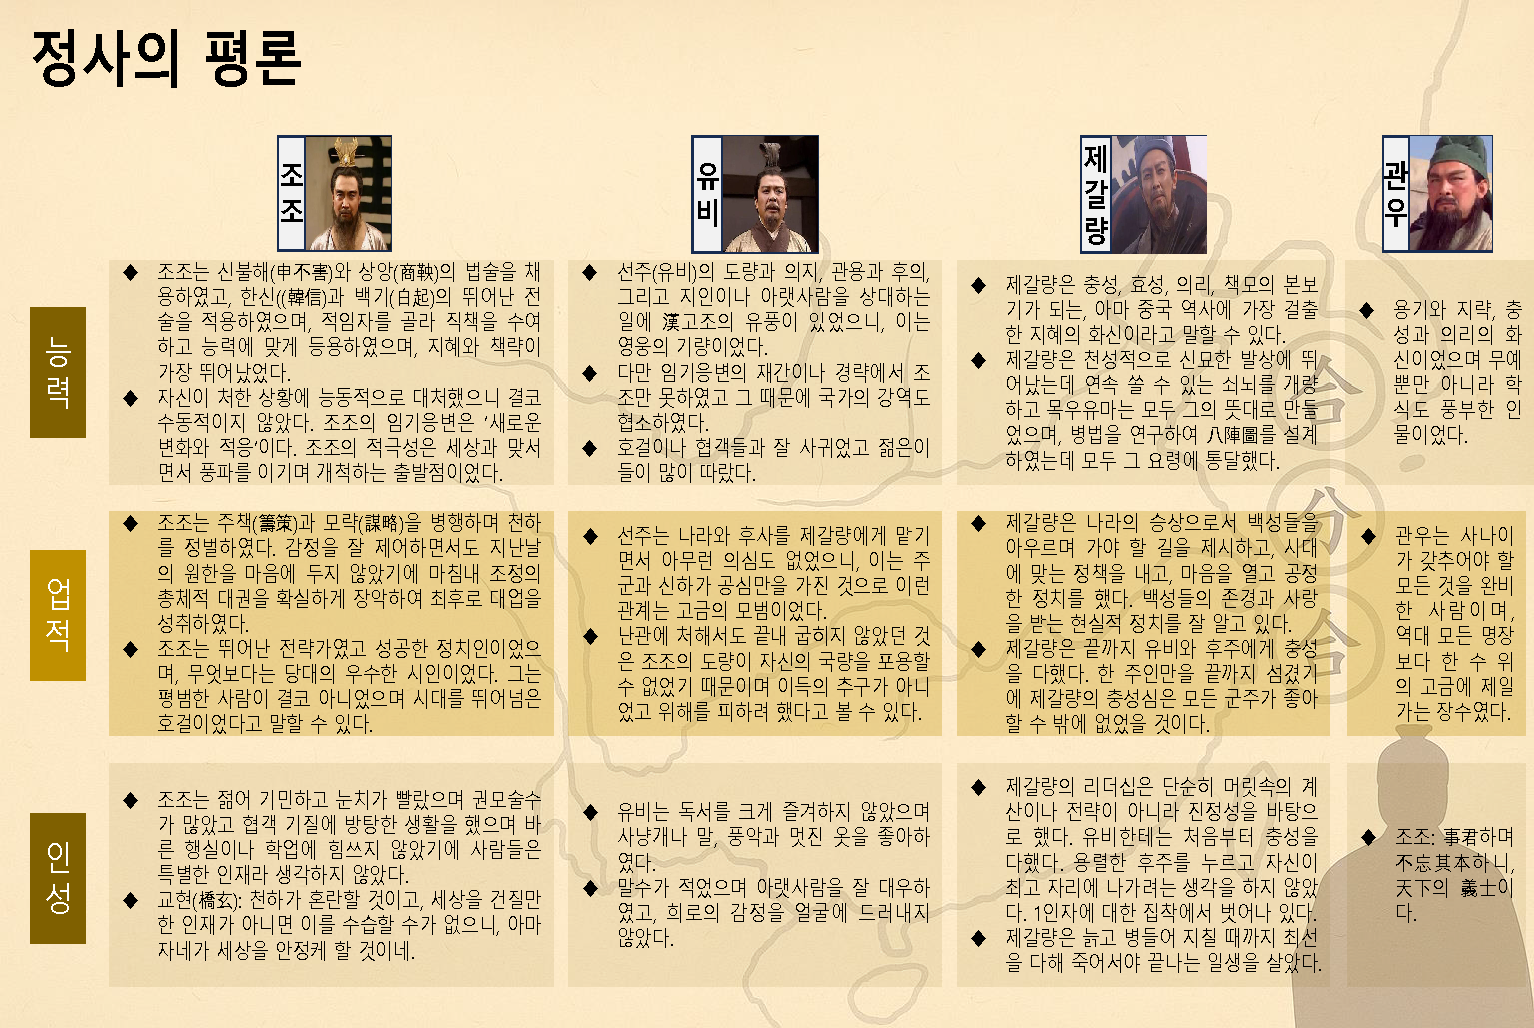 정사의 평론
조조
유비
제갈량
관우
능력
◆ 조조는 신불해(申不害)와 상앙(商鞅)의 법술을 채
용하였고, 한신((韓信)과 백기(白起)의 뛰어난 전
술을 적용하였으며, 적임자를 골라 직책을 수여
하고 능력에 맞게 등용하였으며, 지혜와 책략이
가장 뛰어났었다.
◆ 자신이 처한 상황에 능동적으로 대처했으니 결코
수동적이지 않았다. 조조의 임기응변은 ‘새로운
변화와 적응‘이다. 조조의 적극성은 세상과 맞서
면서 풍파를 이기며 개척하는 출발점이었다.
◆ 선주(유비)의 도량과 의지, 관용과 후의,
그리고 지인이나 아랫사람을 상대하는
일에 漢고조의 유풍이 있었으니, 이는
영웅의 기량이었다.
◆ 다만 임기응변의 재간이나 경략에서 조
조만 못하였고 그 때문에 국가의 강역도
협소하였다.
◆ 호걸이나 협객들과 잘 사귀었고 젊은이
들이 많이 따랐다.
◆ 제갈량은 충성, 효성, 의리, 책모의 본보
기가 되는, 아마 중국 역사에 가장 걸출
한 지혜의 화신이라고 말할 수 있다.
◆ 제갈량은 천성적으로 신묘한 발상에 뛰
어났는데 연속 쏠 수 있는 쇠뇌를 개량
하고 목우유마는 모두 그의 뜻대로 만들
었으며, 병법을 연구하여 八陣圖를 설계
하였는데 모두 그 요령에 통달했다.
◆ 용기와 지략, 충
성과 의리의 화
신이었으며 무예
뿐만 아니라 학
식도 풍부한 인
물이었다.
업적
◆ 조조는 주책(籌策)과 모략(謀略)을 병행하며 천하
를 정벌하였다. 감정을 잘 제어하면서도 지난날
의 원한을 마음에 두지 않았기에 마침내 조정의
총체적 대권을 확실하게 장악하여 최후로 대업을
성취하였다.
◆ 조조는 뛰어난 전략가였고 성공한 정치인이었으
며, 무엇보다는 당대의 우수한 시인이었다. 그는
평범한 사람이 결코 아니었으며 시대를 뛰어넘은
호걸이었다고 말할 수 있다.
◆ 선주는 나라와 후사를 제갈량에게 맡기
면서 아무런 의심도 없었으니, 이는 주
군과 신하가 공심만을 가진 것으로 이런
관계는 고금의 모범이었다.
◆ 난관에 처해서도 끝내 굽히지 않았던 것
은 조조의 도량이 자신의 국량을 포용할
수 없었기 때문이며 이득의 추구가 아니
었고 위해를 피하려 했다고 볼 수 있다.
◆ 제갈량은 나라의 승상으로서 백성들을
아우르며 가야 할 길을 제시하고, 시대
에 맞는 정책을 내고, 마음을 열고 공정
한 정치를 했다. 백성들의 존경과 사랑
을 받는 현실적 정치를 잘 알고 있다.
◆ 제갈량은 끝까지 유비와 후주에게 충성
을 다했다. 한 주인만을 끝까지 섬겼기
에 제갈량의 충성심은 모든 군주가 좋아
할 수 밖에 없었을 것이다.
◆ 관우는 사나이
가 갖추어야 할
모든 것을 완비
한 사람이며,
역대 모든 명장
보다 한 수 위
의 고금에 제일
가는 장수였다.
인성
◆ 조조는 젊어 기민하고 눈치가 빨랐으며 권모술수
가 많았고 협객 기질에 방탕한 생활을 했으며 바
른 행실이나 학업에 힘쓰지 않았기에 사람들은
특별한 인재라 생각하지 않았다.
◆ 교현(橋玄): 천하가 혼란할 것이고, 세상을 건질만
한 인재가 아니면 이를 수습할 수가 없으니, 아마
자네가 세상을 안정케 할 것이네.
◆ 유비는 독서를 크게 즐겨하지 않았으며
사냥개나 말, 풍악과 멋진 옷을 좋아하
였다.
◆ 말수가 적었으며 아랫사람을 잘 대우하
였고, 희로의 감정을 얼굴에 드러내지
않았다.
◆ 제갈량의 리더십은 단순히 머릿속의 계
산이나 전략이 아니라 진정성을 바탕으
로 했다. 유비한테는 처음부터 충성을
다했다. 용렬한 후주를 누르고 자신이
최고 자리에 나가려는 생각을 하지 않았
다. 1인자에 대한 집착에서 벗어나 있다.
◆ 제갈량은 늙고 병들어 지칠 때까지 최선
을 다해 죽어서야 끝나는 일생을 살았다.
◆ 조조: 事君하며
不忘其本하니,
天下의 義士이
다.
合
分
合